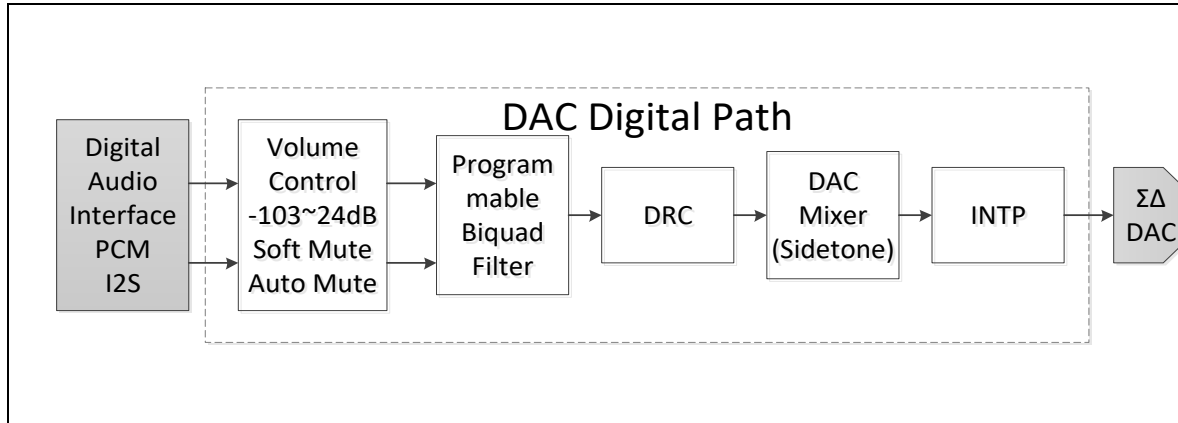 DAC Digital Path
Digital
Audio
Interface
PCM
I2S
Volume
Control
-103~24dB
Soft Mute
Auto Mute
Program
mable
Biquad
Filter
DRC
DAC
Mixer
(Sidetone)
INTP
ΣΔ
DAC